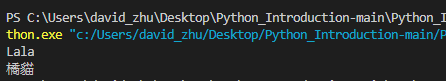 PS C:\Users\david_zhu\Desktop\Python_Introduction-main\Python_I
thon.exe "c:/Users/david_zhu/Desktop/Python_Introduction-main/P
Lala
橘貓